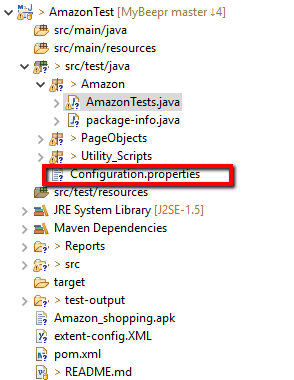 > AmazonTest [MyBeepr master ↓4]
src/main/java
src/main/resources
> src/test/java
> Amazon
AmazonTests.java
> package-info.java
> PageObjects
> Utility_Scripts
Configuration.properties
src/test/resources
JRE System Library [J2SE-1.5]
Maven Dependencies
> Reports
> src
target
> test-output
Amazon_shopping.apk
extent-config.XML
pom.xml
> README.md